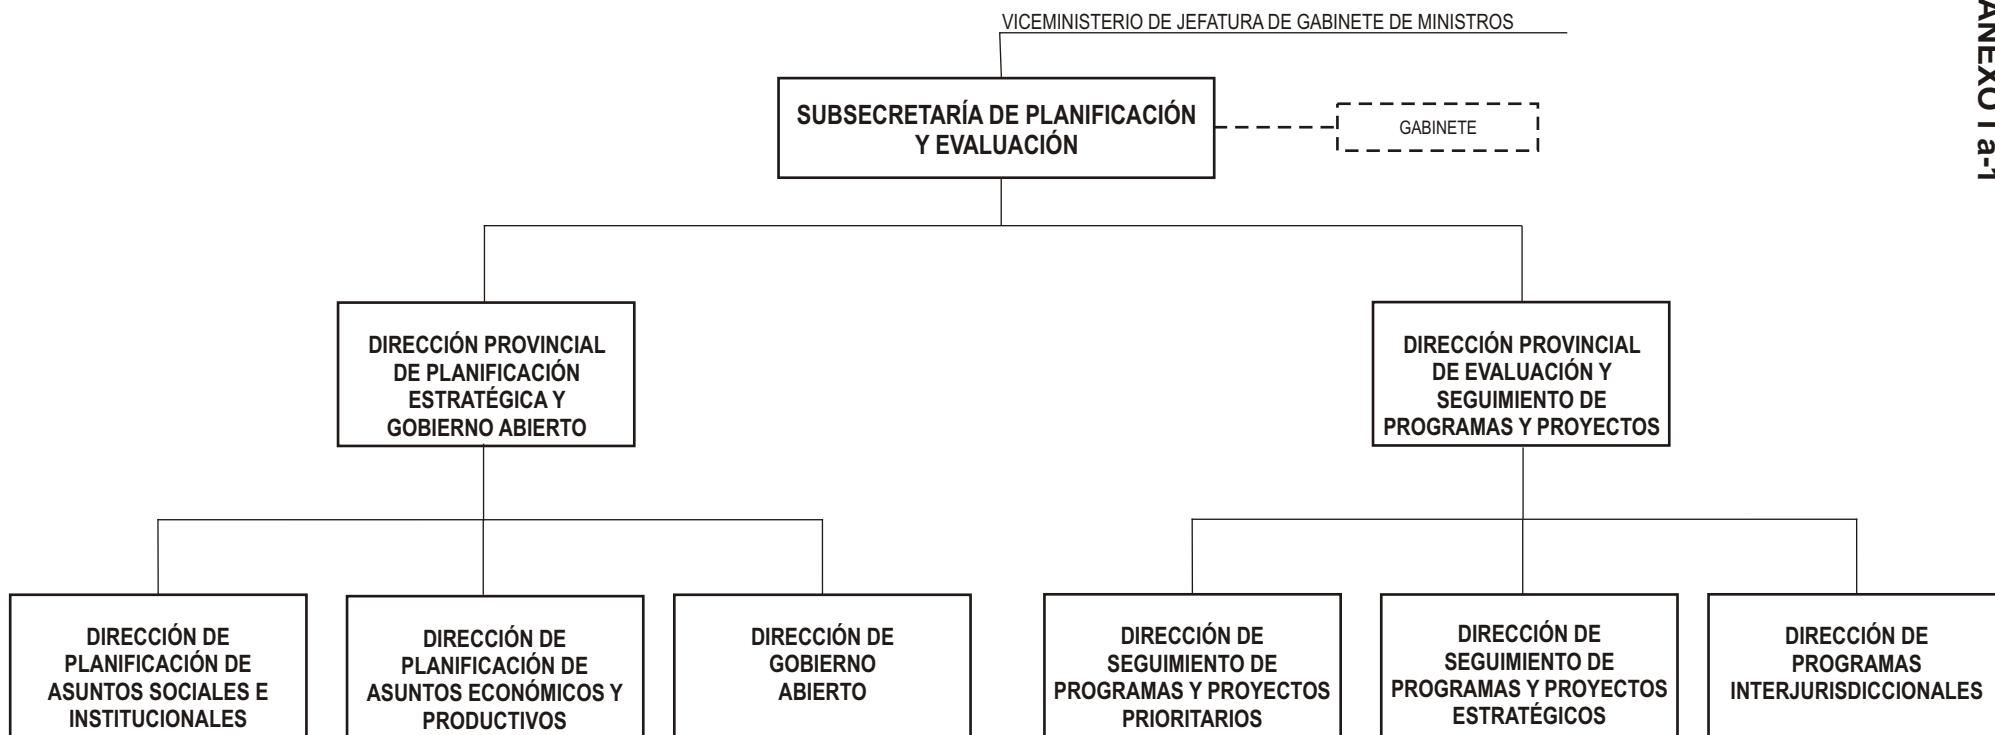 VICEMINISTERIO DE JEFATURA DE GABINETE DE MINISTROS
ANEXO I a-1
SUBSECRETARÍA DE PLANIFICACIÓN
Y EVALUACIÓN
GABINETE
DIRECCIÓN PROVINCIAL
DE PLANIFICACIÓN
ESTRATÉGICA Y
GOBIERNO ABIERTO
DIRECCIÓN PROVINCIAL
DE EVALUACIÓN Y
SEGUIMIENTO DE
PROGRAMAS Y PROYECTOS
DIRECCIÓN DE
PLANIFICACIÓN DE
ASUNTOS SOCIALES E
INSTITUCIONALES
DIRECCIÓN DE
PLANIFICACIÓN DE
ASUNTOS ECONÓMICOS Y
PRODUCTIVOS
DIRECCIÓN DE
GOBIERNO
ABIERTO
DIRECCIÓN DE
SEGUIMIENTO DE
PROGRAMAS Y PROYECTOS
PRIORITARIOS
DIRECCIÓN DE
SEGUIMIENTO DE
PROGRAMAS Y PROYECTOS
ESTRATÉGICOS
DIRECCIÓN DE
PROGRAMAS
INTERJURISDICCIONALES